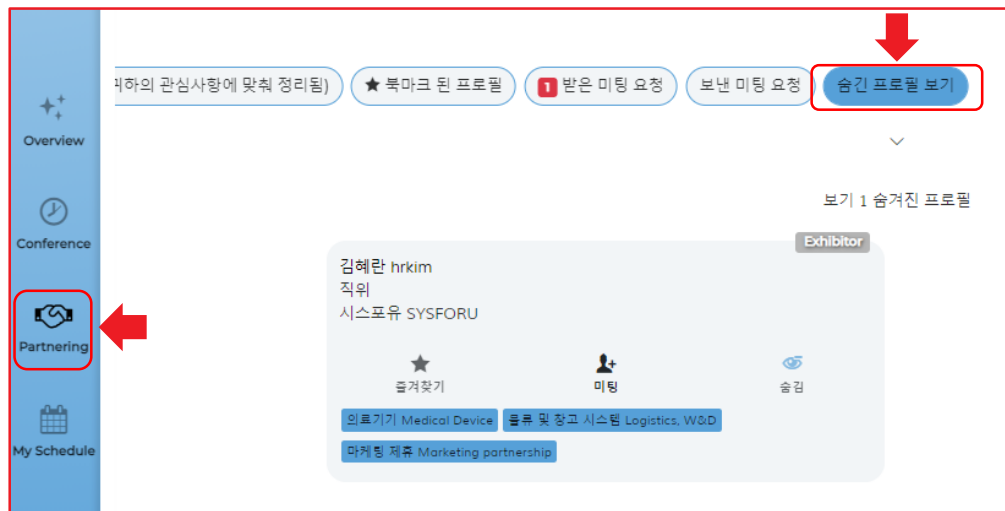 Overview
Conference
Partnering
My Schedule
귀하의 관심사항에 맞춰 정리됨)
★ 북마크 된 프로필
1 받은 미팅 요청
보낸 미팅 요청
숨긴 프로필 보기
보기 1 숨겨진 프로필
Exhibitor
김혜란 hrkim
직위
시스포유 SYSFORU
즐겨찾기
미팅
숨김
의료기기 Medical Device
물류 및 창고 시스템 Logistics, W&D
마케팅 제휴 Marketing partnership